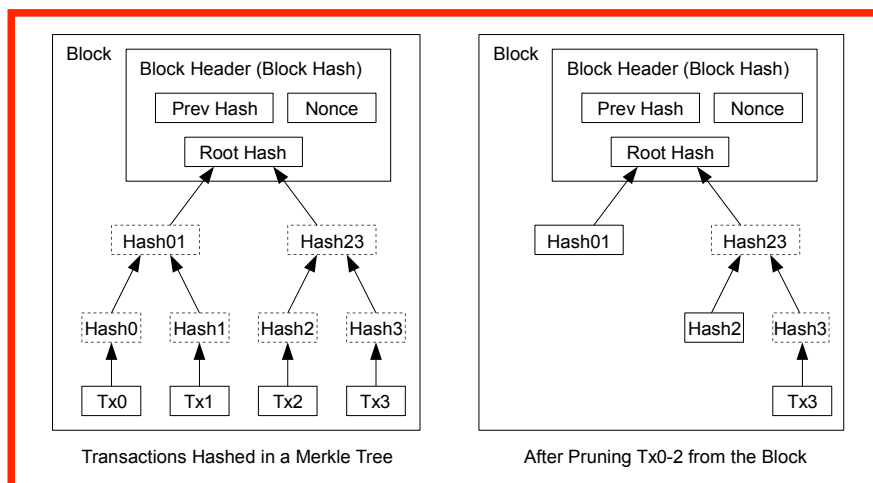 Block
Block Header (Block Hash)
Prev Hash
Nonce
Root Hash
Hash01
Hash23
Hash0
Hash1
Hash2
Hash3
Tx0
Tx1
Tx2
Tx3
Transactions Hashed in a Merkle Tree
Block
Block Header (Block Hash)
Prev Hash
Nonce
Root Hash
Hash01
Hash23
Hash2
Hash3
Tx3
After Pruning Tx0-2 from the Block